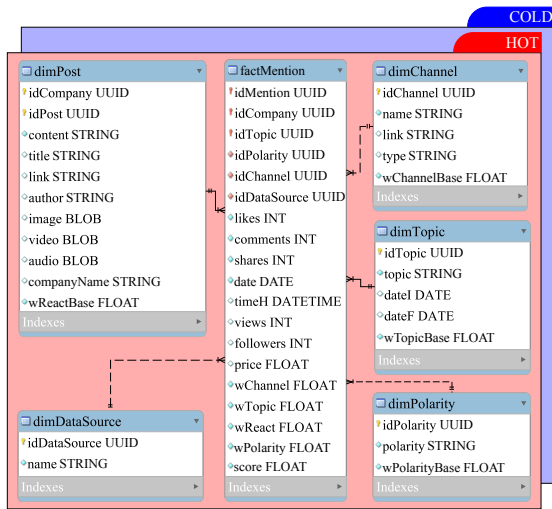 COLD
HOT
dimPost
idCompany UUID
idPost UUID
content STRING
title STRING
link STRING
author STRING
image BLOB
video BLOB
audio BLOB
companyName STRING
wReactBase FLOAT
Indexes
factMention
idMention UUID
idCompany UUID
idTopic UUID
idPolarity UUID
idChannel UUID
idDataSource UUID
likes INT
comments INT
shares INT
date DATE
timeH DATETIME
views INT
followers INT
price FLOAT
wChannel FLOAT
wTopic FLOAT
wReact FLOAT
wPolarity FLOAT
score FLOAT
Indexes
dimChannel
idChannel UUID
name STRING
link STRING
type STRING
wChannelBase FLOAT
Indexes
dimTopic
idTopic UUID
topic STRING
dateI DATE
dateF DATE
wTopicBase FLOAT
Indexes
dimDataSource
idDataSource UUID
name STRING
Indexes
dimPolarity
idPolarity UUID
polarity STRING
wPolarityBase FLOAT
Indexes